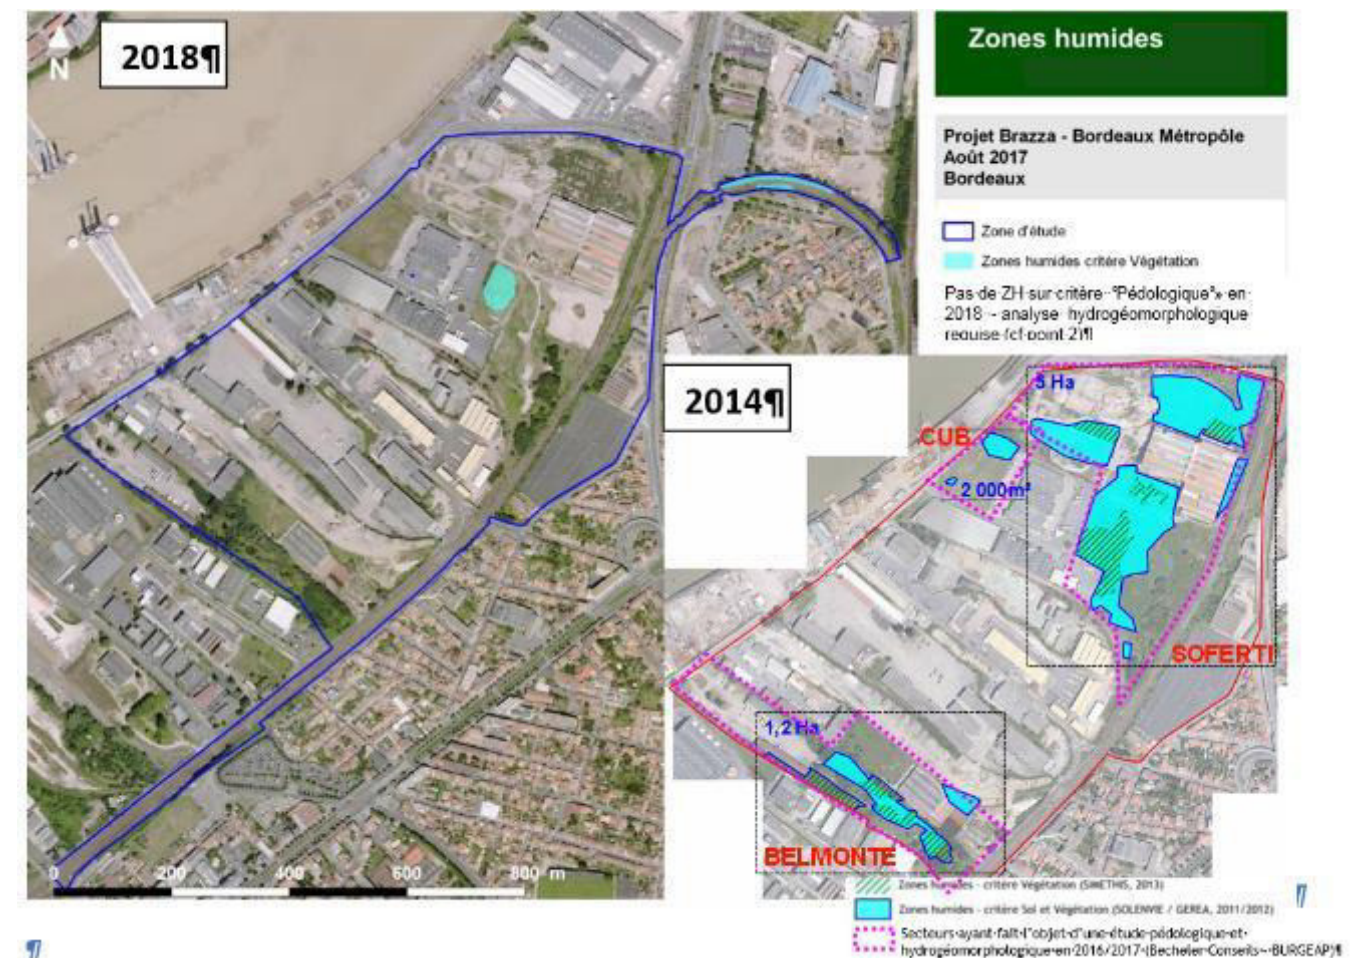 2018¶
N
Zones humides
Projet Brazza - Bordeaux Métropôle
Août 2017
Bordeaux
Zone d'étude
Zones humides critère Végétation
Pas·de·ZH·sur·critère··"Pédologique"»·en·
2018·-·analyse hydrogéomorphologique
requise·(cf·point·2)¶
2014¶
5 Ha
CUB
2 000m²
SOFERTI
1,2 Ha
BELMONTE
0 200 400 600 800 m
Zones humides - critère Végétation (SIMETHIS, 2013)
Zones humides - critère Sol et Végétation (SOLENVIE / GEREA, 2011/2012)
Secteurs·ayant·fait·l'objet·d'une·étude·pédologique·et·
hydrogéomorphologique·en·2016/2017·(Becheler·Conseils·-·BURGEAP)¶
¶
¶